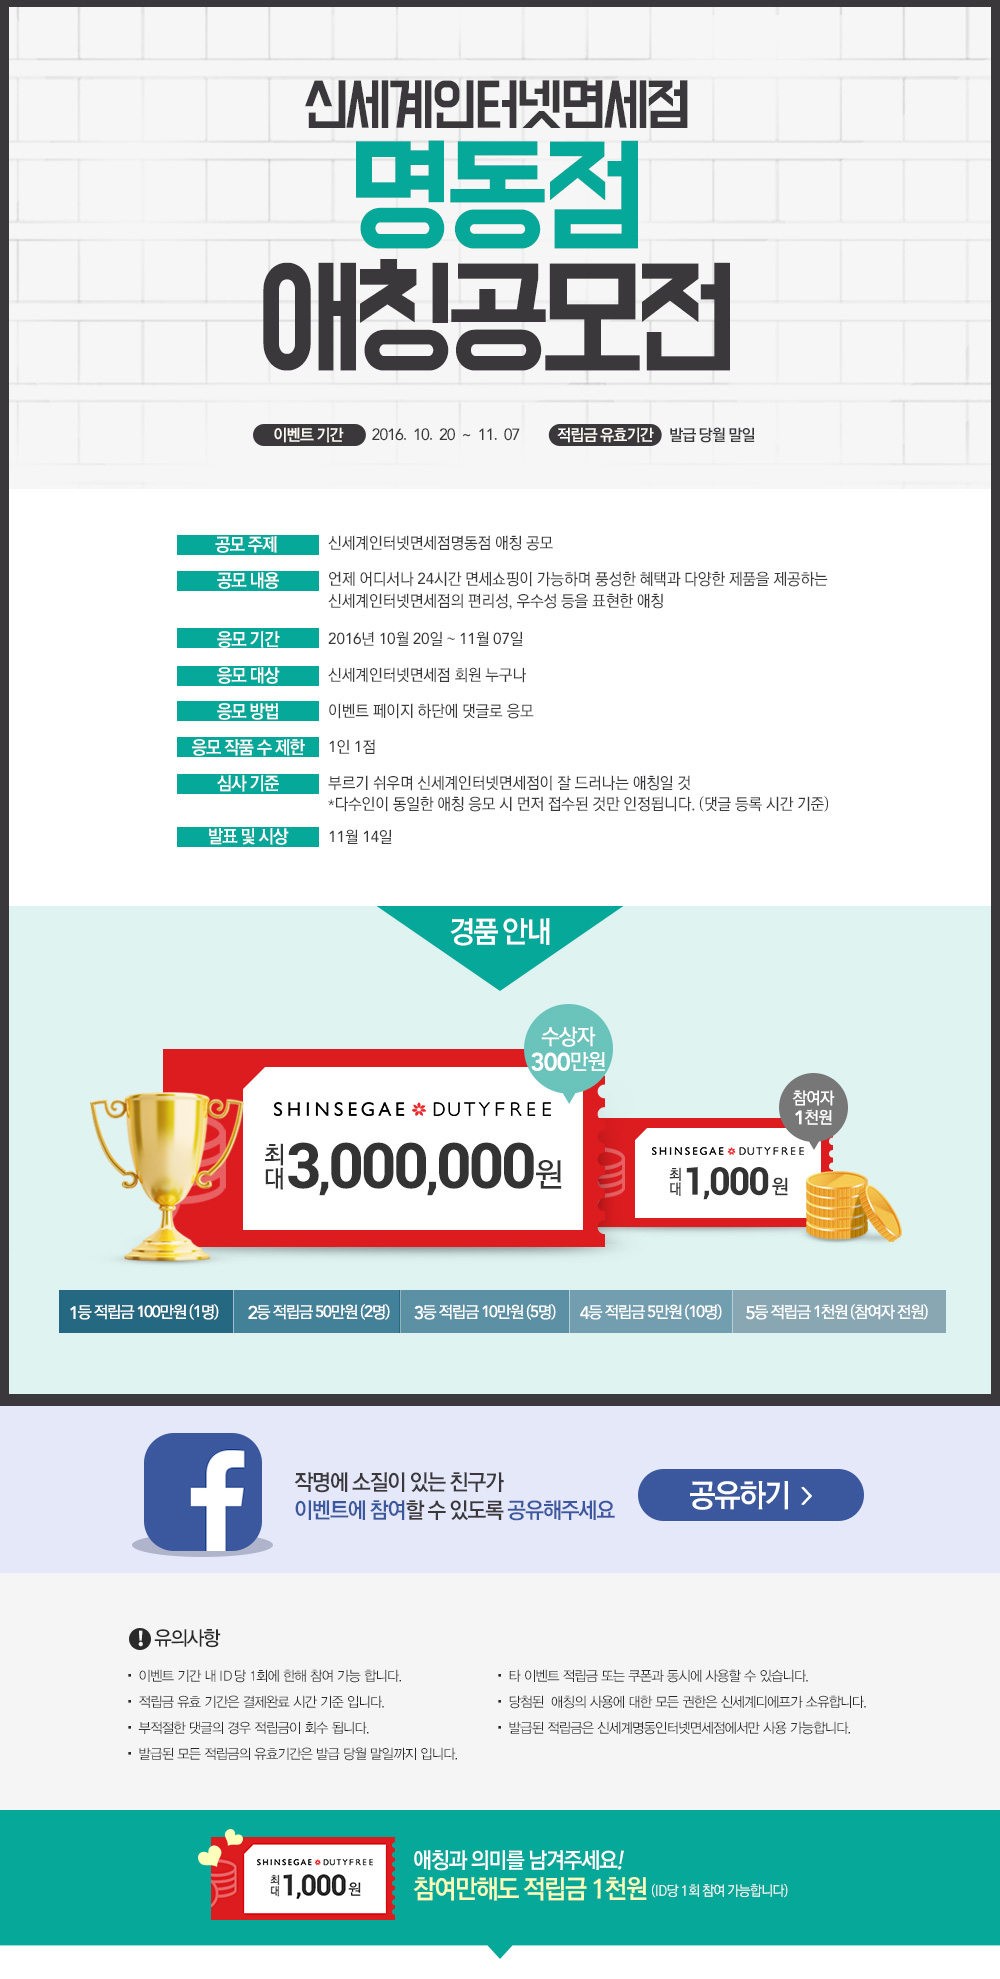 신세계인터넷면세점
명동점
애칭공모전
이벤트 기간 2016. 10. 20 ~ 11. 07 적립금 유효기간 발급 당월 말일
공모 주제 신세계인터넷면세점명동점 애칭 공모
공모 내용 언제 어디서나 24시간 면세쇼핑이 가능하며 풍성한 혜택과 다양한 제품을 제공하는
신세계인터넷면세점의 편리성, 우수성 등을 표현한 애칭
응모 기간 2016년 10월 20일 ~ 11월 07일
응모 대상 신세계인터넷면세점 회원 누구나
응모 방법 이벤트 페이지 하단에 댓글로 응모
응모 작품 수 제한 1인 1점
심사 기준 부르기 쉬우며 신세계인터넷면세점이 잘 드러나는 애칭일 것
*다수인이 동일한 애칭 응모 시 먼저 접수된 것만 인정됩니다. (댓글 등록 시간 기준)
발표 및 시상 11월 14일
경품 안내
수상자
300만원
SHINSEGAE DUTYFREE
최대 3,000,000원
참여자
1천원
SHINSEGAE DUTYFREE
최대 1,000원
1등 적립금 100만원 (1명) 2등 적립금 50만원 (2명) 3등 적립금 10만원 (5명) 4등 적립금 5만원 (10명) 5등 적립금 1천원 (참여자 전원)
f
작명에 소질이 있는 친구가
이벤트에 참여할 수 있도록 공유해주세요
공유하기 >
! 유의사항
· 이벤트 기간 내 ID당 1회에 한해 참여 가능 합니다.
· 적립금 유효 기간은 결제완료 시간 기준 입니다.
· 부적절한 댓글의 경우 적립금이 회수 됩니다.
· 발급된 모든 적립금의 유효기간은 발급 당월 말일까지 입니다.
· 타 이벤트 적립금 또는 쿠폰과 동시에 사용할 수 있습니다.
· 당첨된 애칭의 사용에 대한 모든 권한은 신세계디에프가 소유합니다.
· 발급된 적립금은 신세계명동인터넷면세점에서만 사용 가능합니다.
SHINSEGAE DUTYFREE
최대 1,000원
애칭과 의미를 남겨주세요!
참여만해도 적립금 1천원 (ID당 1회 참여 가능합니다)